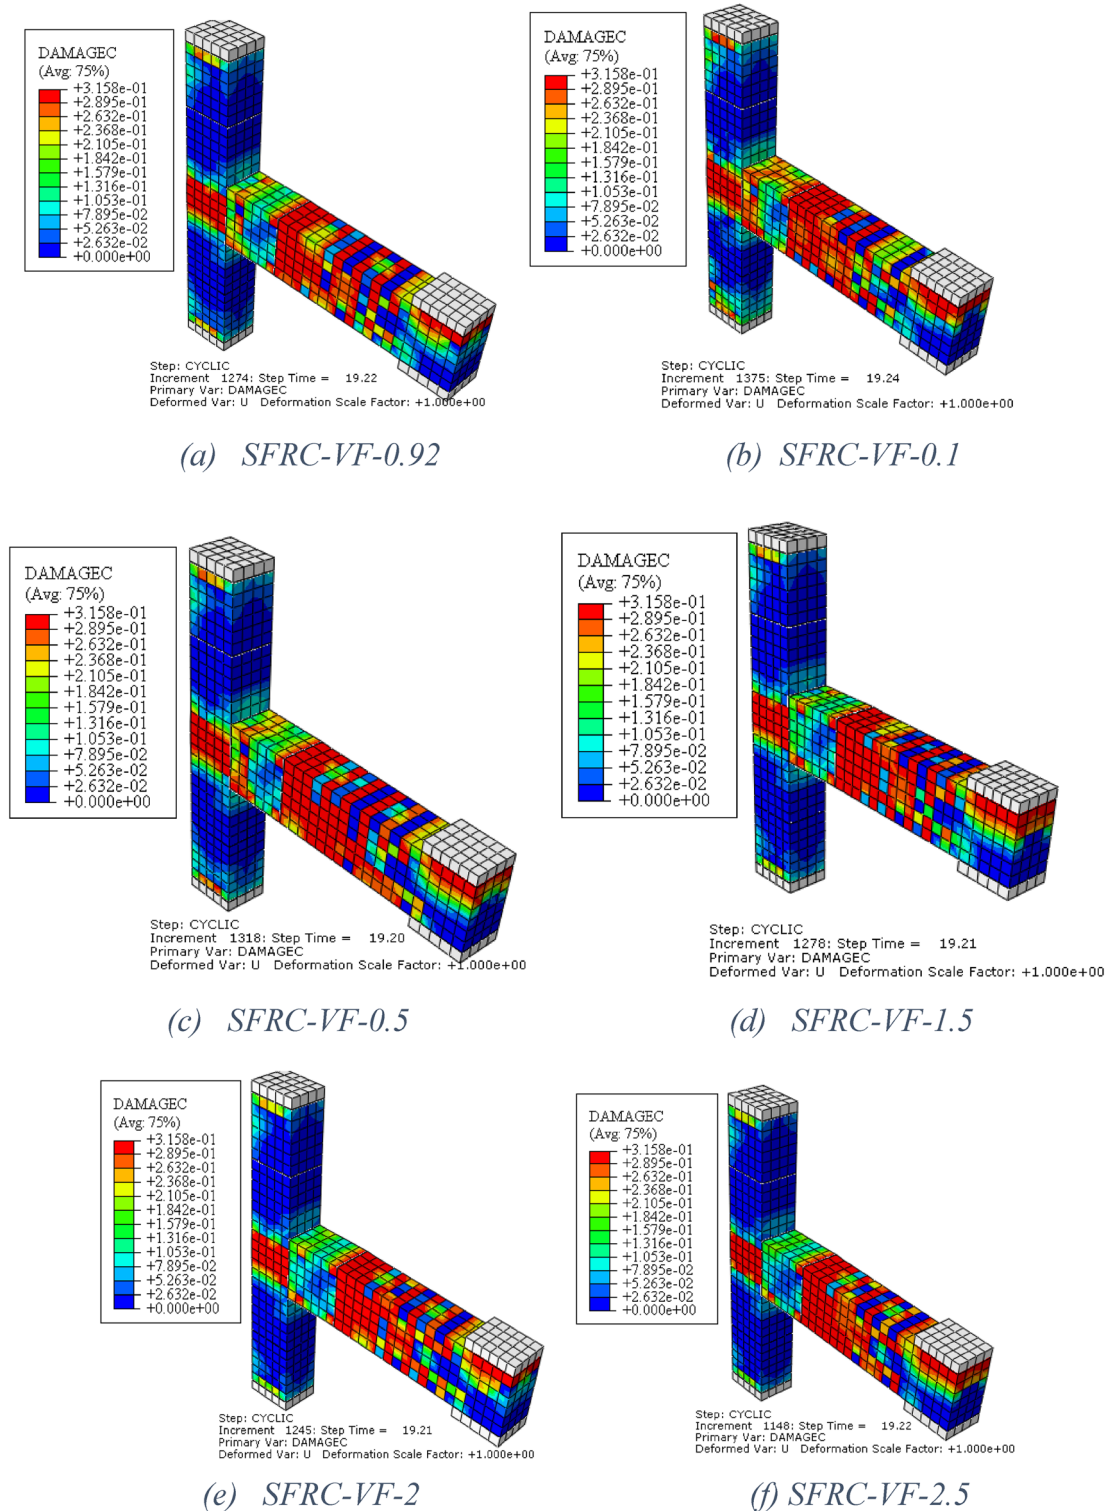 DAMAGEC
(Avg: 75%)
+3.158e-01
+2.895e-01
+2.632e-01
+2.368e-01
+2.105e-01
+1.842e-01
+1.579e-01
+1.316e-01
+1.053e-01
+7.895e-02
+5.263e-02
+2.632e-02
+0.000e+00
Step: CYCLIC
Increment 1274: Step Time = 19.22
Primary Var: DAMAGEC
Deformed Var: U Deformation Scale Factor: +1.000e+00
(a) SFRC-VF-0.92
DAMAGEC
(Avg: 75%)
+3.158e-01
+2.895e-01
+2.632e-01
+2.368e-01
+2.105e-01
+1.842e-01
+1.579e-01
+1.316e-01
+1.053e-01
+7.895e-02
+5.263e-02
+2.632e-02
+0.000e+00
Step: CYCLIC
Increment 1375: Step Time = 19.24
Primary Var: DAMAGEC
Deformed Var: U Deformation Scale Factor: +1.000e+00
(b) SFRC-VF-0.1
DAMAGEC
(Avg: 75%)
+3.158e-01
+2.895e-01
+2.632e-01
+2.368e-01
+2.105e-01
+1.842e-01
+1.579e-01
+1.316e-01
+1.053e-01
+7.895e-02
+5.263e-02
+2.632e-02
+0.000e+00
Step: CYCLIC
Increment 1318: Step Time = 19.20
Primary Var: DAMAGEC
Deformed Var: U Deformation Scale Factor: +1.000e+00
(c) SFRC-VF-0.5
DAMAGEC
(Avg: 75%)
+3.158e-01
+2.895e-01
+2.632e-01
+2.368e-01
+2.105e-01
+1.842e-01
+1.579e-01
+1.316e-01
+1.053e-01
+7.895e-02
+5.263e-02
+2.632e-02
+0.000e+00
Step: CYCLIC
Increment 1278: Step Time = 19.21
Primary Var: DAMAGEC
Deformed Var: U Deformation Scale Factor: +1.000e+00
(d) SFRC-VF-1.5
DAMAGEC
(Avg: 75%)
+3.158e-01
+2.895e-01
+2.632e-01
+2.368e-01
+2.105e-01
+1.842e-01
+1.579e-01
+1.316e-01
+1.053e-01
+7.895e-02
+5.263e-02
+2.632e-02
+0.000e+00
Step: CYCLIC
Increment 1245: Step Time = 19.21
Primary Var: DAMAGEC
Deformed Var: U Deformation Scale Factor: +1.000e+00
(e) SFRC-VF-2
DAMAGEC
(Avg: 75%)
+3.158e-01
+2.895e-01
+2.632e-01
+2.368e-01
+2.105e-01
+1.842e-01
+1.579e-01
+1.316e-01
+1.053e-01
+7.895e-02
+5.263e-02
+2.632e-02
+0.000e+00
Step: CYCLIC
Increment 1148: Step Time = 19.22
Primary Var: DAMAGEC
Deformed Var: U Deformation Scale Factor: +1.000e+00
(f) SFRC-VF-2.5